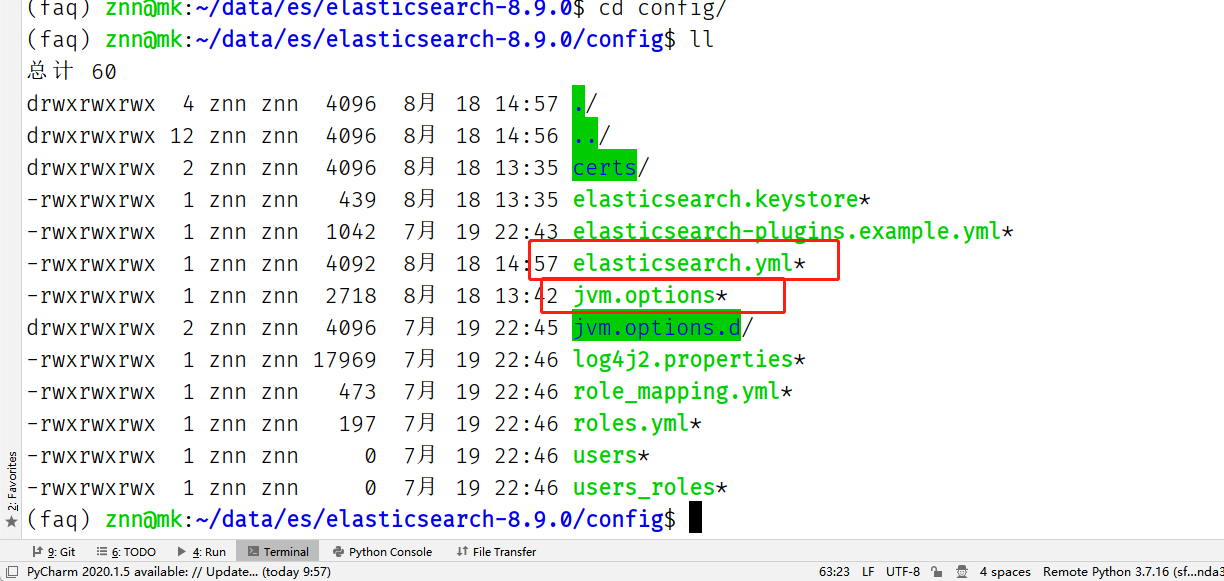 (faq) znn@mk:~/data/es/elasticsearch-8.9.0$ cd config/
(faq) znn@mk:~/data/es/elasticsearch-8.9.0/config$ ll
总计 60
drwxrwxrwx 4 znn znn 4096 8月 18 14:57 ./
drwxrwxrwx 12 znn znn 4096 8月 18 14:56 ../
drwxrwxrwx 2 znn znn 4096 8月 18 13:35 certs/
-rwxrwxrwx 1 znn znn 439 8月 18 13:35 elasticsearch.keystore*
-rwxrwxrwx 1 znn znn 1042 7月 19 22:43 elasticsearch-plugins.example.yml*
-rwxrwxrwx 1 znn znn 4092 8月 18 14:57 elasticsearch.yml*
-rwxrwxrwx 1 znn znn 2718 8月 18 13:42 jvm.options*
drwxrwxrwx 2 znn znn 4096 7月 19 22:45 jvm.options.d/
-rwxrwxrwx 1 znn znn 17969 7月 19 22:46 log4j2.properties*
-rwxrwxrwx 1 znn znn 473 7月 19 22:46 role_mapping.yml*
-rwxrwxrwx 1 znn znn 197 7月 19 22:46 roles.yml*
-rwxrwxrwx 1 znn znn 0 7月 19 22:46 users*
-rwxrwxrwx 1 znn znn 0 7月 19 22:46 users_roles*
(faq) znn@mk:~/data/es/elasticsearch-8.9.0/config$
2: Favorites
9: Git 6: TODO 4: Run Terminal Python Console File Transfer
PyCharm 2020.1.5 available: // Update... (today 9:57) 63:23 LF UTF-8 4 spaces Remote Python 3.7.16 (sf...nda3